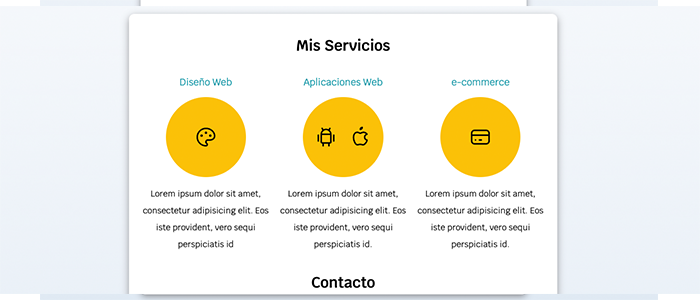 Mis Servicios
Diseño Web
Lorem ipsum dolor sit amet,
consectetur adipisicing elit. Eos
iste provident, vero sequi
perspiciatis id
Aplicaciones Web
Lorem ipsum dolor sit amet,
consectetur adipisicing elit. Eos
iste provident, vero sequi
perspiciatis id.
e-commerce
Lorem ipsum dolor sit amet,
consectetur adipisicing elit. Eos
iste provident, vero sequi
perspiciatis id.
Contacto